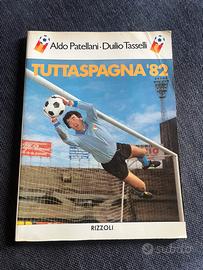 Aldo Patellani · Duilio Tasselli
TUTTASPAGNA '82
RIZZOLI
subito